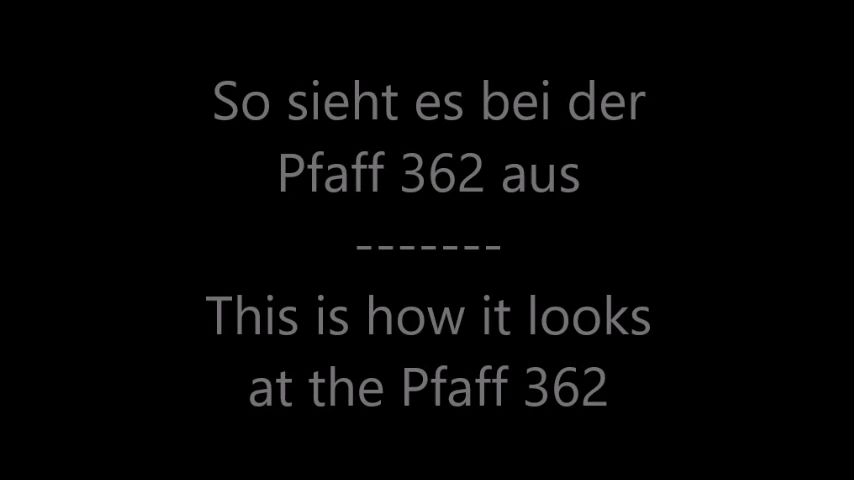 So sieht es bei der
Pfaff 362 aus
-------
This is how it looks
at the Pfaff 362